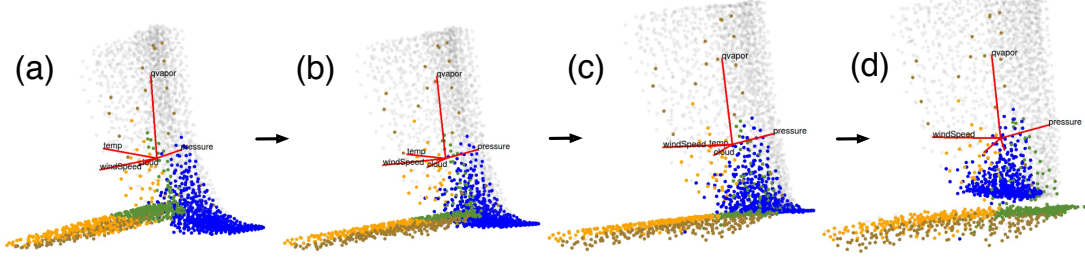 (a)
qvapor
temp
cloud
pressure
windSpeed
(b)
qvapor
temp
pressure
windSpeed
cloud
(c)
qvapor
pressure
temp
windSpeed
cloud
(d)
qvapor
pressure
windSpeed